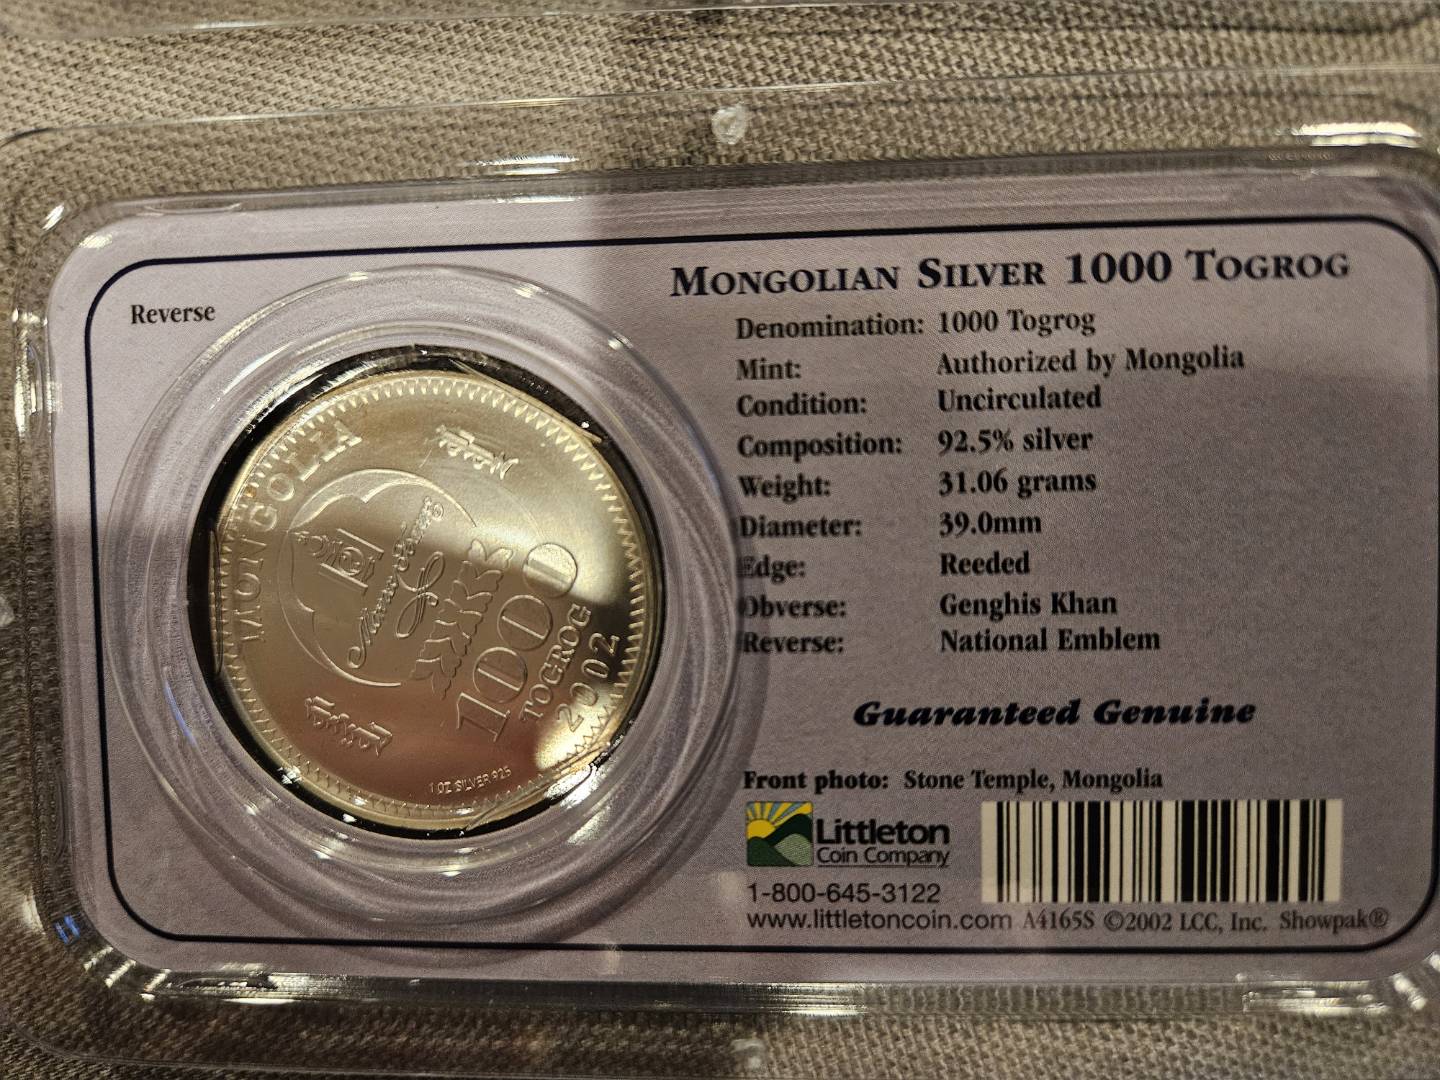 Reverse
MONGOLIAN SILVER 1000 TOGROG
Denomination: 1000 Togrog
Mint: Authorized by Mongolia
Condition: Uncirculated
Composition: 92.5% silver
Weight: 31.06 grams
Diameter: 39.0mm
Edge: Reeded
Obverse: Genghis Khan
Reverse: National Emblem
Guaranteed Genuine
Front photo: Stone Temple, Mongolia
Littleton
Coin Company
1-800-645-3122
www.littletoncoin.com A4165S ©2002 LCC, Inc. Showpak®
MONGOLIA
1000
TOGROG
2002
1 OZ SILVER 925